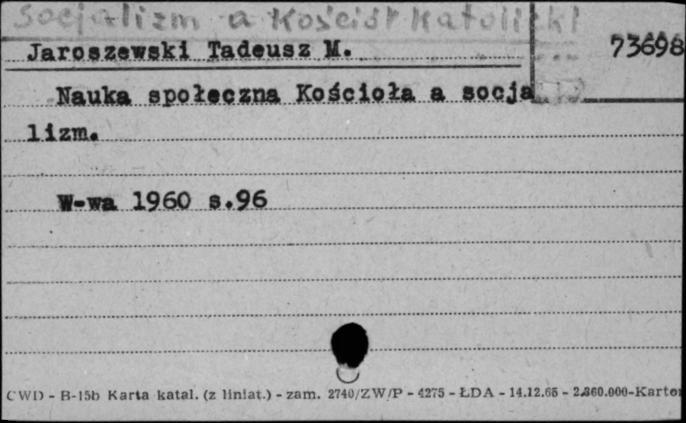 Socjalizm a Kościół Katolicki
Jaroszewski Tadeusz M.
73698
Nauka społeczna Kościoła a socja
lizm.
W-wa 1960 s.96
CWD - B-15b Karta katal. (z liniat.) - zam. 2740/ZW/P - 4275 - ŁDA - 14.12.65 - 2.860.000-Karto